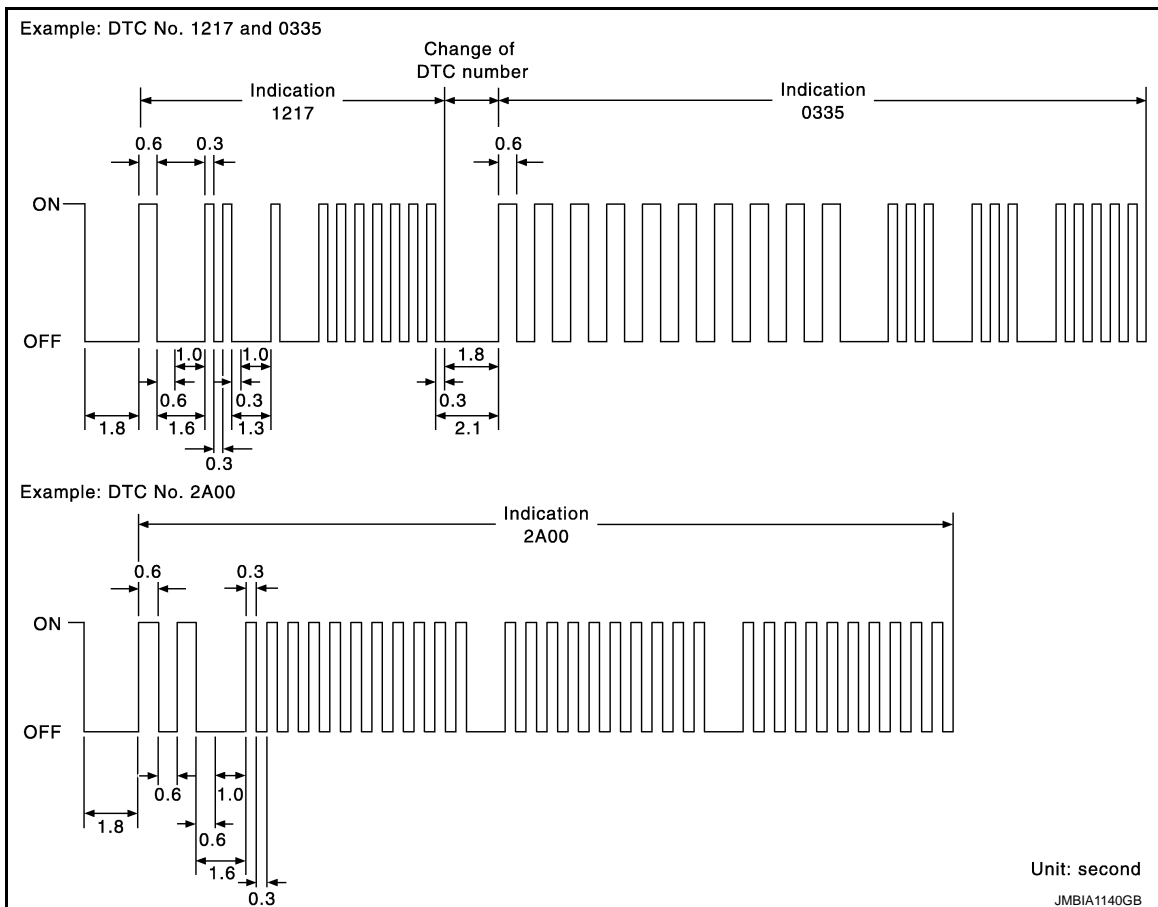 Example: DTC No. 1217 and 0335
Change of
DTC number
Indication
1217
Indication
0335
0.6
0.3
0.6
ON
OFF
1.0
1.0
1.8
0.6
0.3
0.3
1.8
1.6
1.3
2.1
0.3
Example: DTC No. 2A00
Indication
2A00
0.6
0.3
ON
OFF
0.6
1.0
1.8
0.6
1.6
0.3
Unit: second
JMBIA1140GB